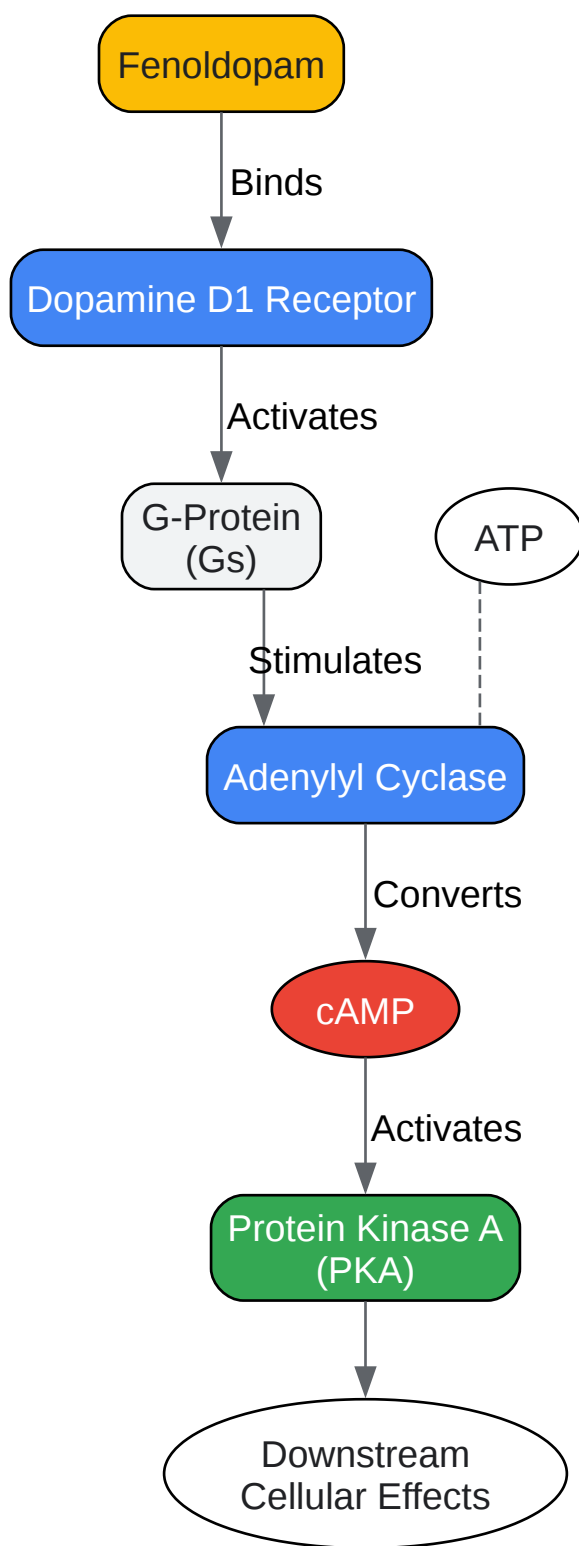 Fenoldopam
Binds
Dopamine D1 Receptor
Activates
G-Protein
(Gs)
ATP
Stimulates
Adenylyl Cyclase
Converts
cAMP
Activates
Protein Kinase A
(PKA)
Downstream
Cellular Effects